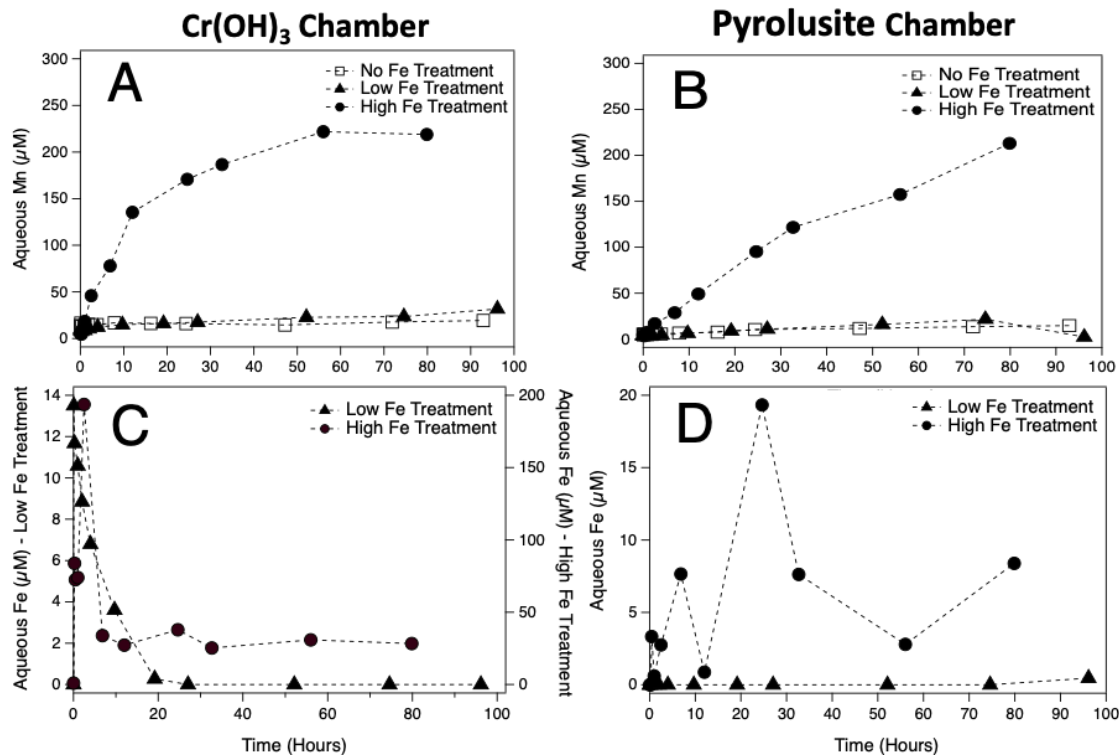 Cr(OH)3 Chamber
Pyrolusite Chamber
A
No Fe Treatment
Low Fe Treatment
High Fe Treatment
Aqueous Mn (µM)
300
250
200
150
100
50
0
0 10 20 30 40 50 60 70 80 90 100
B
No Fe Treatment
Low Fe Treatment
High Fe Treatment
Aqueous Mn (µM)
300
250
200
150
100
50
0
0 10 20 30 40 50 60 70 80 90 100
C
Low Fe Treatment
High Fe Treatment
Aqueous Fe (µM) - Low Fe Treatment
14
12
10
8
6
4
2
0
Aqueous Fe (µM) - High Fe Treatment
200
150
100
50
0
0 20 40 60 80 100
Time (Hours)
D
Low Fe Treatment
High Fe Treatment
Aqueous Fe (µM)
20
15
10
5
0
0 10 20 30 40 50 60 70 80 90 100
Time (Hours)